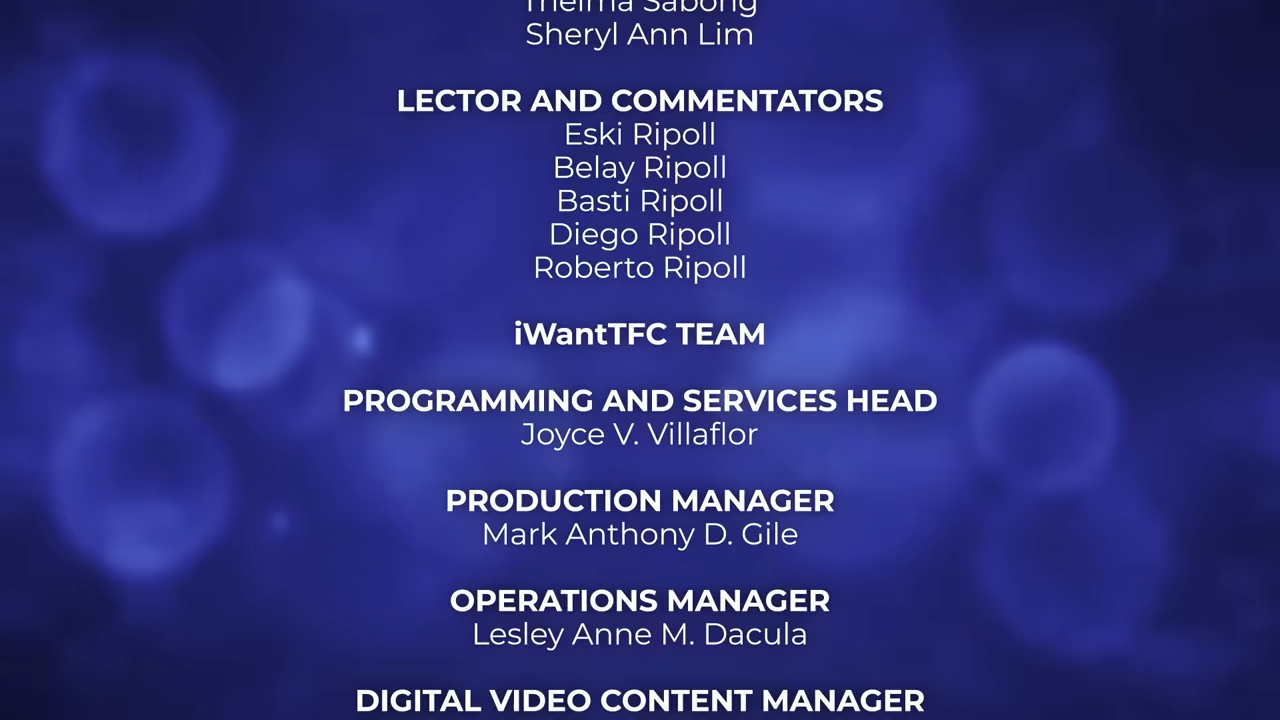 Thelma Sabong
Sheryl Ann Lim
LECTOR AND COMMENTATORS
Eski Ripoll
Belay Ripoll
Basti Ripoll
Diego Ripoll
Roberto Ripoll
iWantTFC TEAM
PROGRAMMING AND SERVICES HEAD
Joyce V. Villaflor
PRODUCTION MANAGER
Mark Anthony D. Gile
OPERATIONS MANAGER
Lesley Anne M. Dacula
DIGITAL VIDEO CONTENT MANAGER